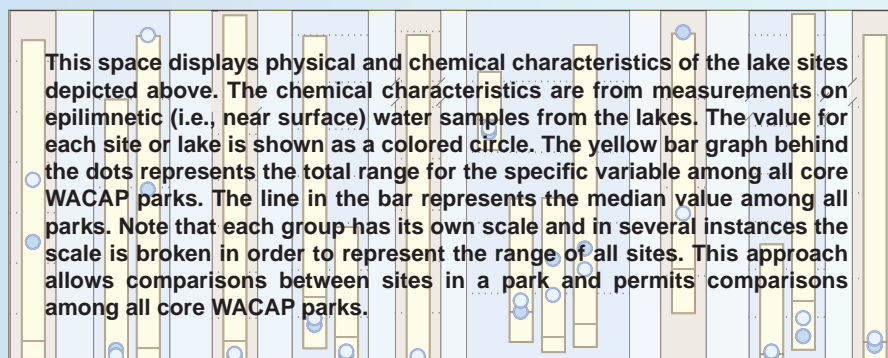 This space displays physical and chemical characteristics of the lake sites
depicted above. The chemical characteristics are from measurements on
epilimnetic (i.e., near surface) water samples from the lakes. The value for
each site or lake is shown as a colored circle. The yellow bar graph behind
the dots represents the total range for the specific variable among all core
WACAP parks. The line in the bar represents the median value among all
parks. Note that each group has its own scale and in several instances the
scale is broken in order to represent the range of all sites. This approach
allows comparisons between sites in a park and permits comparisons
among all core WACAP parks.